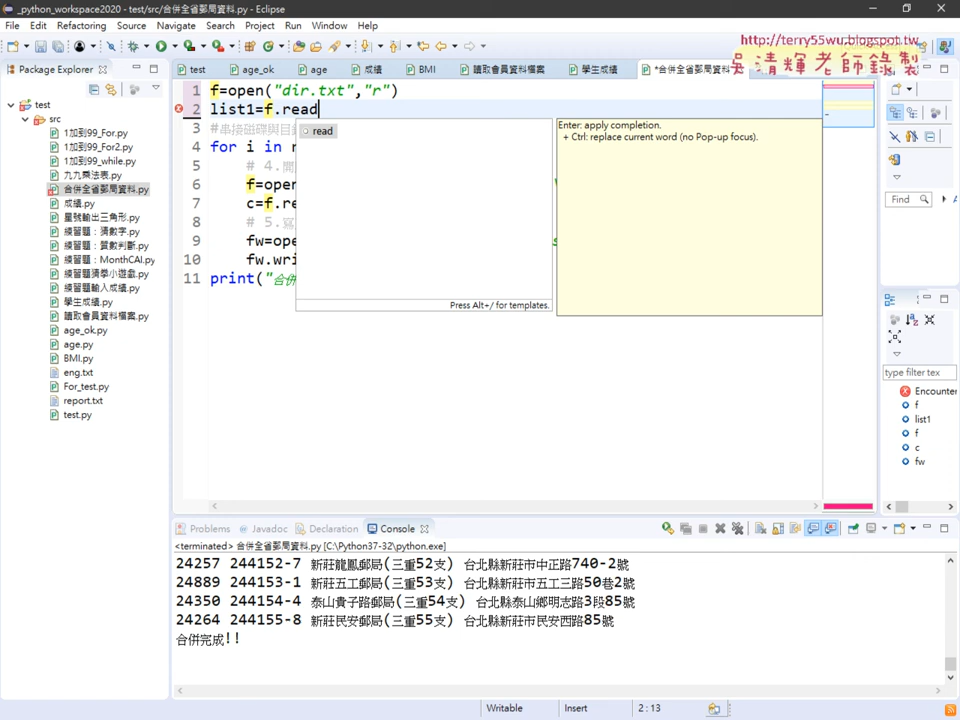 _python_workspace2020 - test/src/合併全省郵局資料.py - Eclipse
File Edit Refactoring Source Navigate Search Project Run Window Help
http://terry55wu.blogspot.tw
吳清輝老師錄製
Package Explorer
test
age_ok
age
成績
BMI
讀取會員資料檔案
學生成績
*合併全省郵局資料
test
src
1加到99_For.py
1加到99_For2.py
1加到99_while.py
九九乘法表.py
合併全省郵局資料.py
成績.py
星號輸出三角形.py
練習題：猜數字.py
練習題：質數判斷.py
練習題：MonthCAI.py
練習題猜拳小遊戲.py
練習題輸入成績.py
學生成績.py
讀取會員資料檔案.py
age_ok.py
age.py
BMI.py
eng.txt
For_test.py
report.txt
test.py
1 f=open("dir.txt","r")
2 list1=f.read
3 #串接磁碟與目
4 for i in r
5 # 4.開
6 f=open
7 c=f.re
8 # 5.寫
9 fw=ope
10 fw.wri
11 print("合併
read
Press Alt+/ for templates.
Enter: apply completion.
+ Ctrl: replace current word (no Pop-up focus).
Find
type filter tex
Encounter
f
list1
f
c
fw
Problems Javadoc Declaration Console
<terminated> 合併全省郵局資料.py [C:\Python37-32\python.exe]
24257 244152-7 新莊龍鳳郵局(三重52支) 台北縣新莊市中正路740-2號
24889 244153-1 新莊五工郵局(三重53支) 台北縣新莊市五工三路50巷2號
24350 244154-4 泰山貴子路郵局(三重54支) 台北縣泰山鄉明志路3段85號
24264 244155-8 新莊民安郵局(三重55支) 台北縣新莊市民安西路85號
合併完成!!
Writable Insert 2 : 13